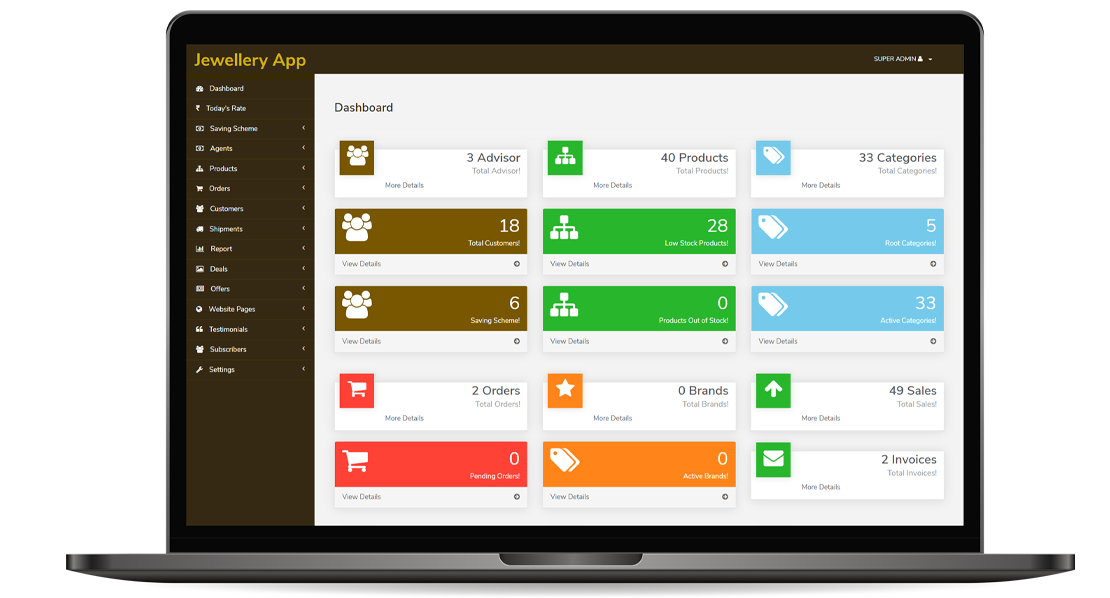 Jewellery App
SUPER ADMIN
Dashboard
Today's Rate
Saving Scheme
Agents
Products
Orders
Customers
Shipments
Report
Deals
Offers
Website Pages
Testimonials
Subscribers
Settings
Dashboard
3 Advisor
Total Advisor!
More Details
40 Products
Total Products!
More Details
33 Categories
Total Categories!
More Details
18
Total Customers!
View Details
28
Low Stock Products!
View Details
5
Root Categories!
View Details
6
Saving Scheme!
View Details
0
Products Out of Stock!
View Details
33
Active Categories!
View Details
2 Orders
Total Orders!
More Details
0 Brands
Total Brands!
More Details
49 Sales
Total Sales!
More Details
0
Pending Orders!
View Details
0
Active Brands!
View Details
2 Invoices
Total Invoices!
More Details